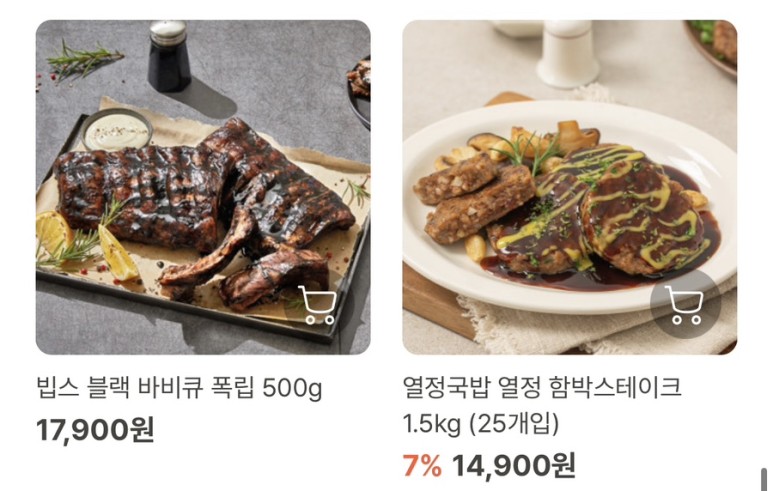 빕스 블랙 바비큐 폭립 500g
17,900원
열정국밥 열정 함박스테이크
1.5kg (25개입)
7% 14,900원